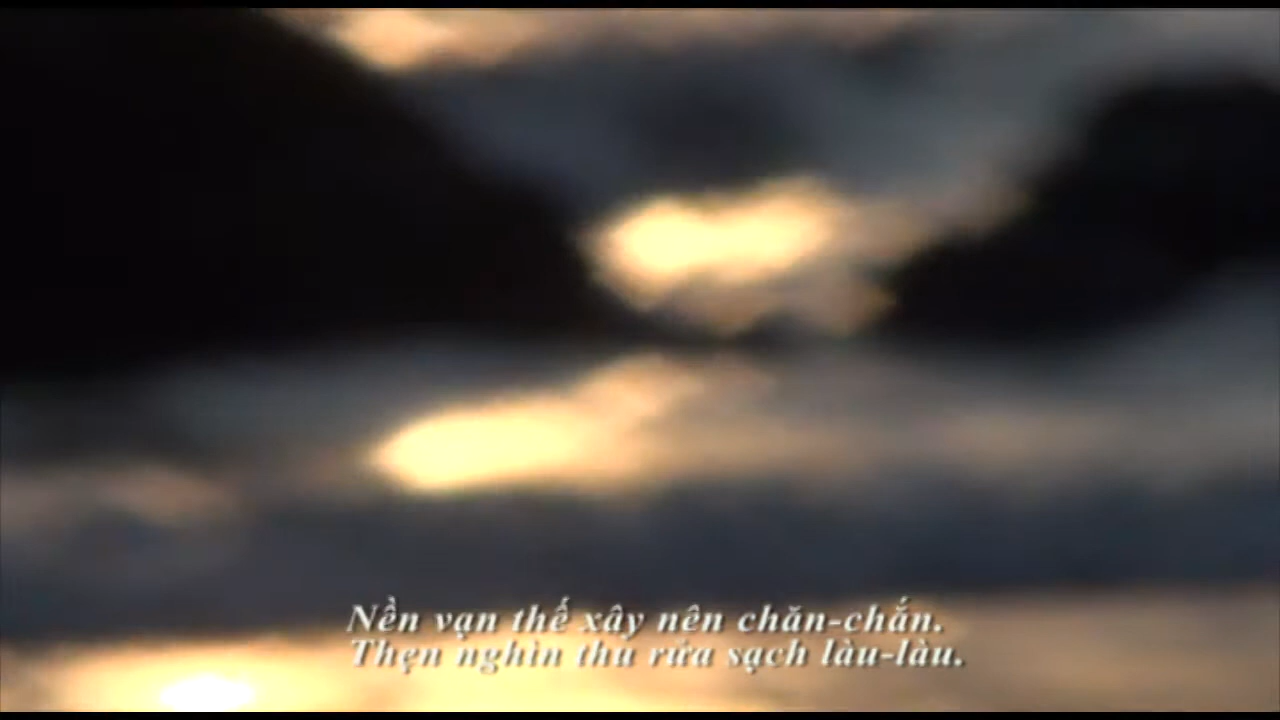 Nền vạn thế xây nên chăn-chắn.
Thẹn nghìn thu rửa sạch làu-làu.